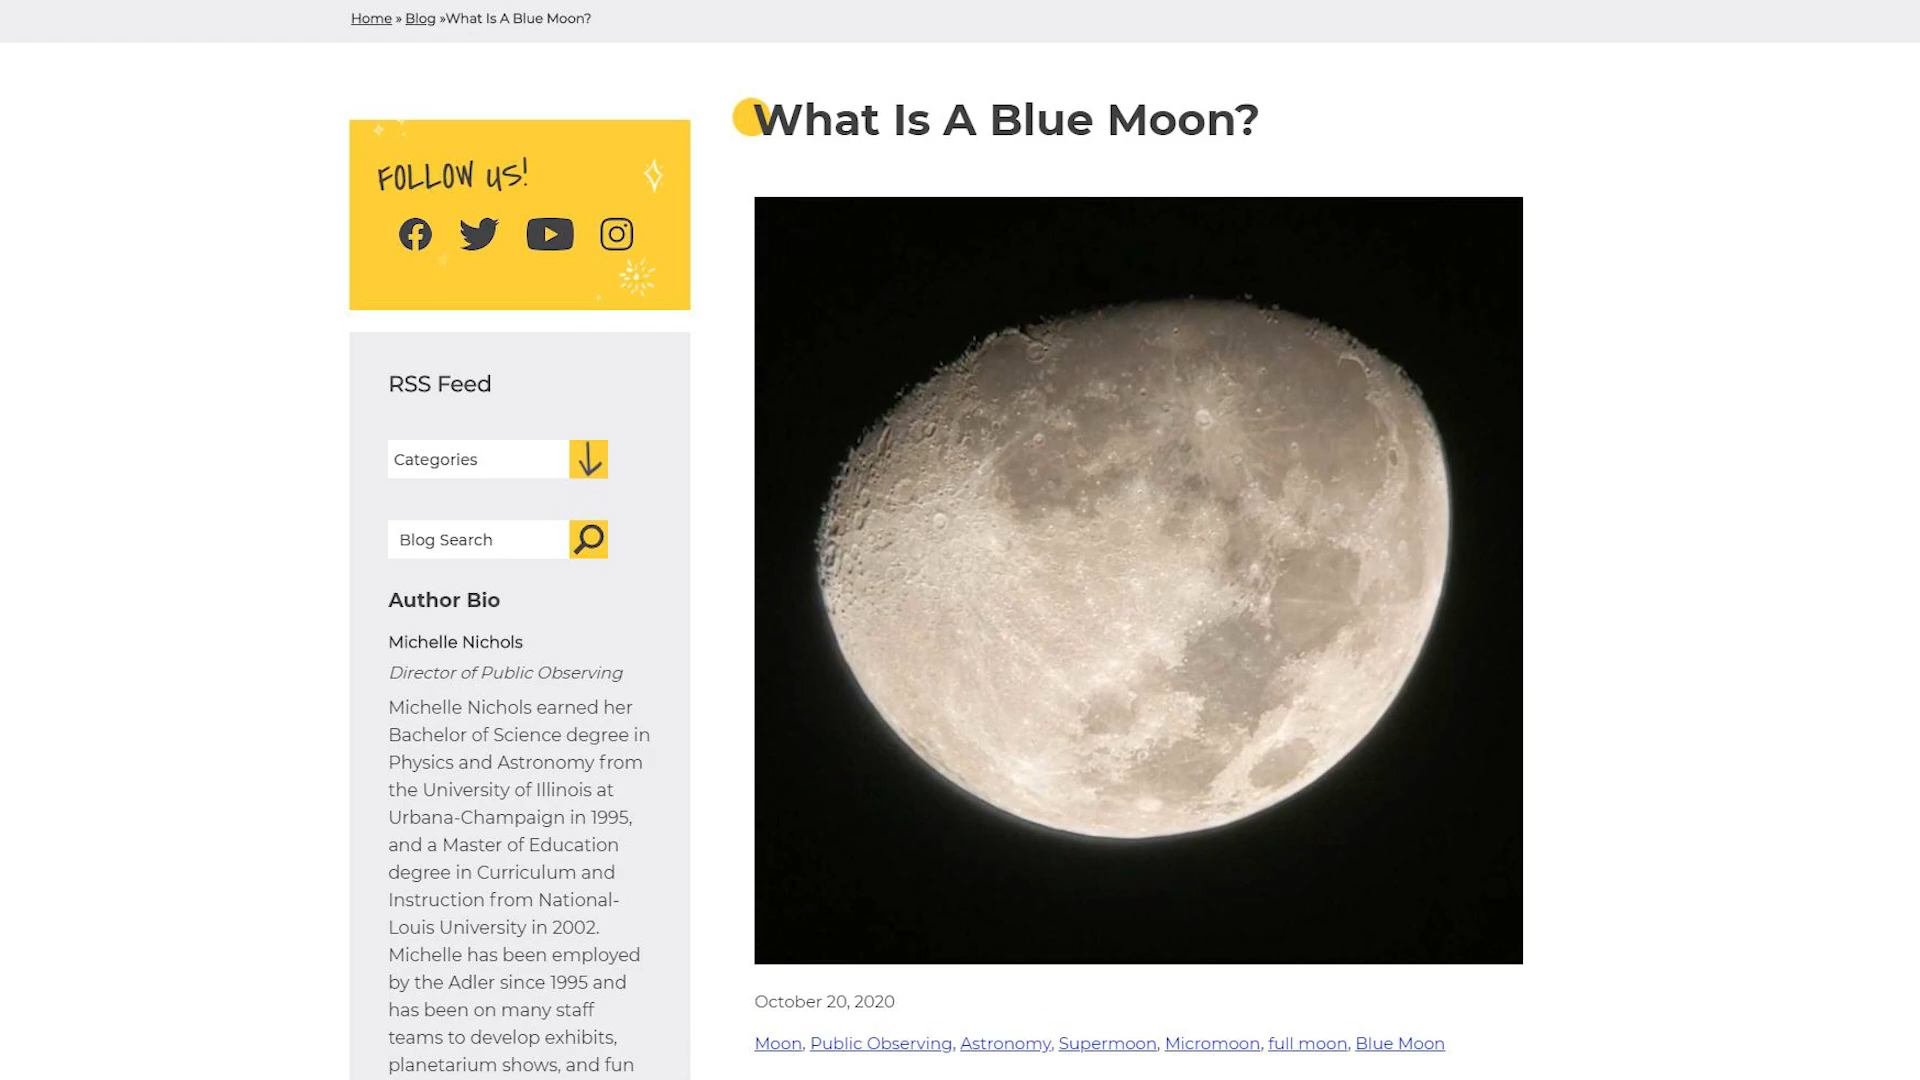 Home » Blog »What Is A Blue Moon?
What Is A Blue Moon?
FOLLOW US!
RSS Feed
Categories
Blog Search
Author Bio
Michelle Nichols
Director of Public Observing
Michelle Nichols earned her
Bachelor of Science degree in
Physics and Astronomy from
the University of Illinois at
Urbana-Champaign in 1995,
and a Master of Education
degree in Curriculum and
Instruction from National-
Louis University in 2002.
Michelle has been employed
by the Adler since 1995 and
has been on many staff
teams to develop exhibits,
planetarium shows, and fun
October 20, 2020
Moon, Public Observing, Astronomy, Supermoon, Micromoon, full moon, Blue Moon